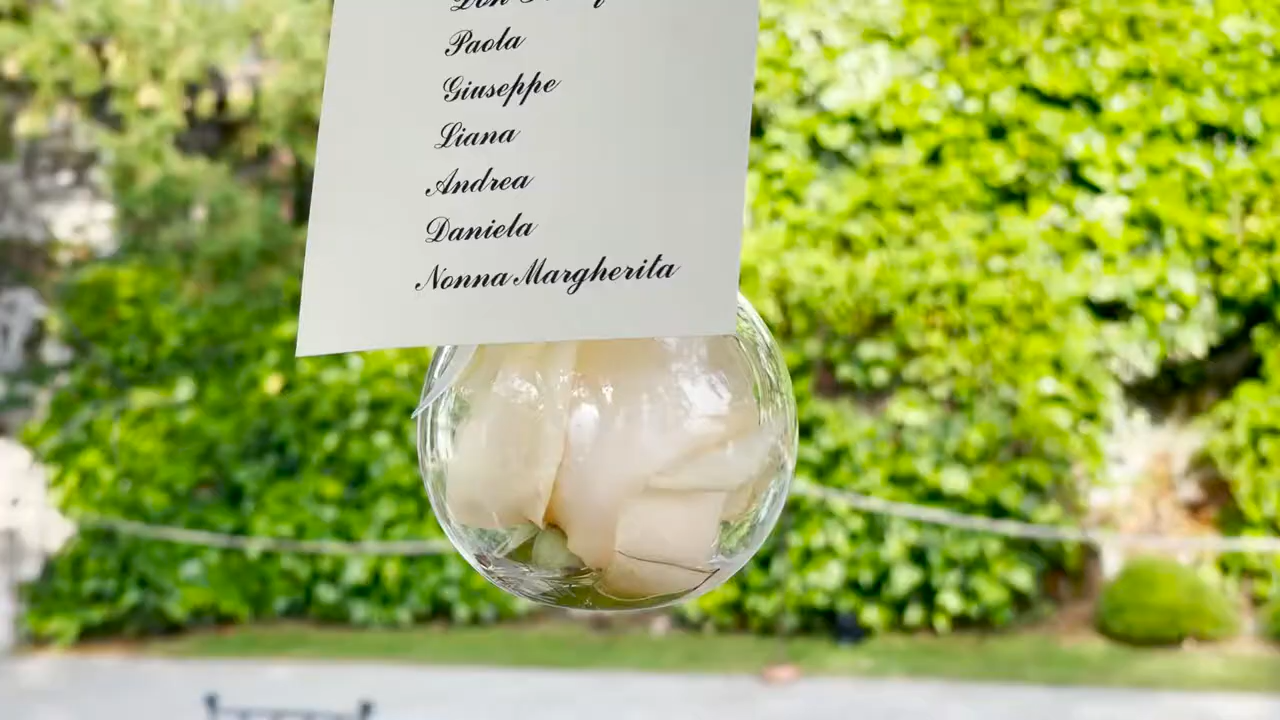 Paola
Giuseppe
Liana
Andrea
Daniela
Nonna Margherita